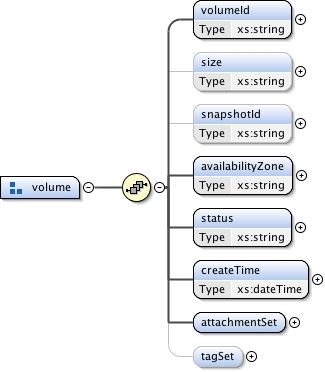 volumeId
Type xs:string
size
Type xs:string
snapshotId
Type xs:string
availabilityZone
Type xs:string
volume
status
Type xs:string
createTime
Type xs:dateTime
attachmentSet
tagSet